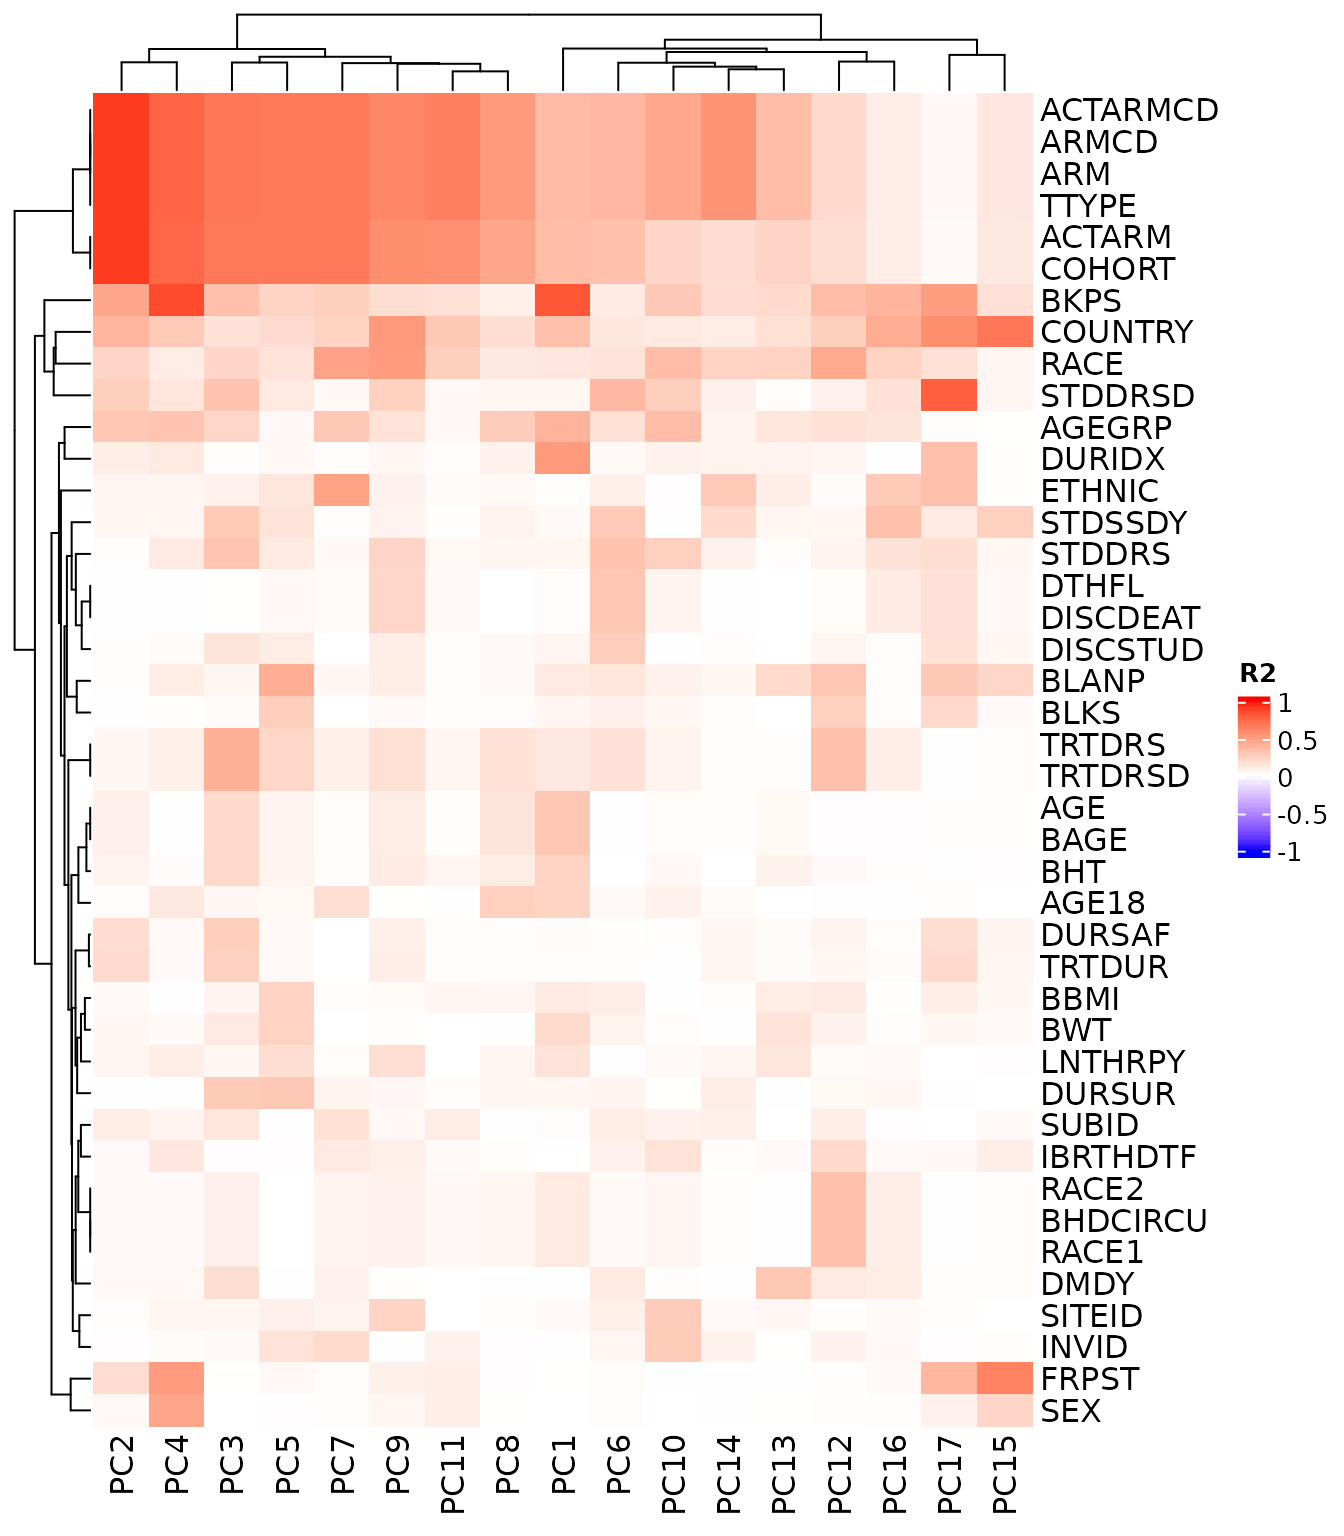 ACTARMCD
ARMCD
ARM
TTYPE
ACTARM
COHORT
BKPS
COUNTRY
RACE
STDDRSD
AGEGRP
DURIDX
ETHNIC
STDSSDY
STDDRS
DTHFL
DISCDEAT
DISCSTUD
BLANP
BLKS
TRTDRS
TRTDRSD
AGE
BAGE
BHT
AGE18
DURSAF
TRTDUR
BBMI
BWT
LNTHRPY
DURSUR
SUBID
IBRTHDTF
RACE2
BHDCIRCU
RACE1
DMDY
SITEID
INVID
FRPST
SEX
R2
1
0.5
0
-0.5
-1
PC2
PC4
PC3
PC5
PC7
PC9
PC11
PC8
PC1
PC6
PC10
PC14
PC13
PC12
PC16
PC17
PC15